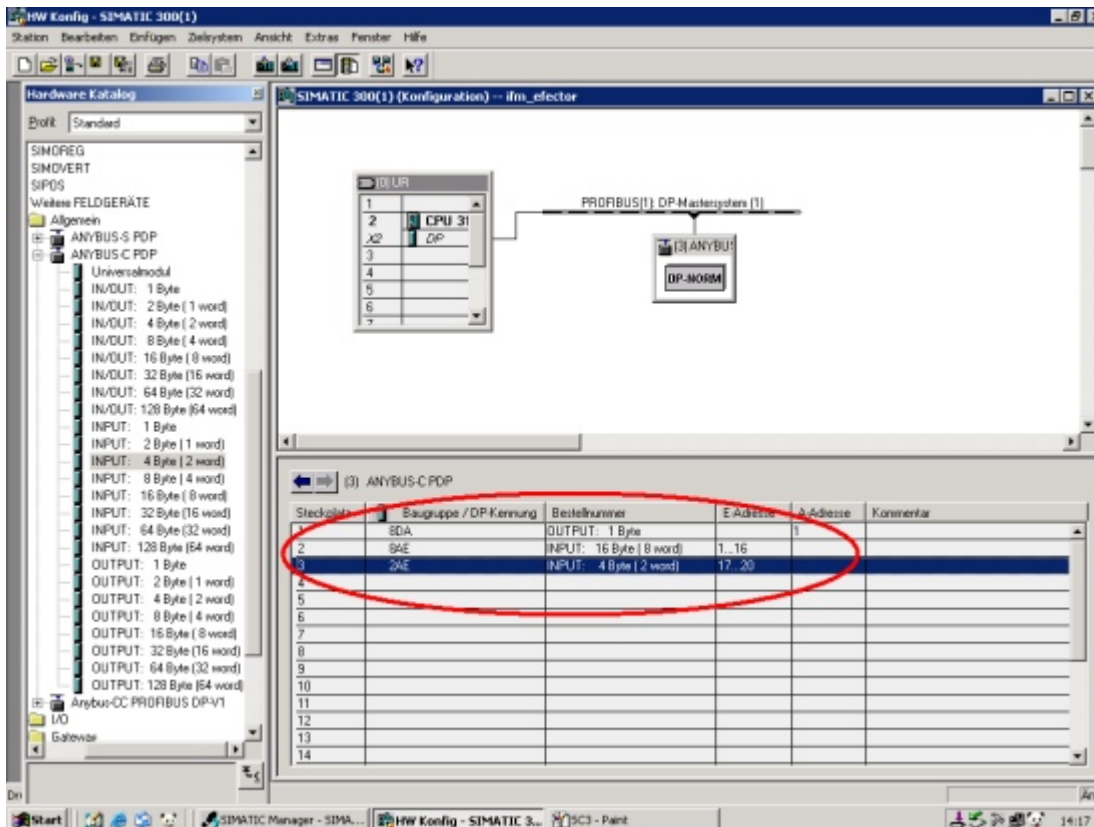 HW Konfig - SIMATIC 300(1)
Station Bearbeiten Einfügen Zielsystem Ansicht Extras Fenster Hilfe
Hardware Katalog
Profil: Standard
SIMOREG
SIMOVERT
SIPOS
Weitere FELDGERÄTE
Allgemein
ANYBUS-S PDP
ANYBUS-C PDP
Universalmodul
IN/OUT: 1 Byte
IN/OUT: 2 Byte ( 1 word)
IN/OUT: 4 Byte ( 2 word)
IN/OUT: 8 Byte ( 4 word)
IN/OUT: 16 Byte ( 8 word)
IN/OUT: 32 Byte (16 word)
IN/OUT: 64 Byte (32 word)
IN/OUT: 128 Byte (64 word)
INPUT: 1 Byte
INPUT: 2 Byte ( 1 word)
INPUT: 4 Byte ( 2 word)
INPUT: 8 Byte ( 4 word)
INPUT: 16 Byte ( 8 word)
INPUT: 32 Byte (16 word)
INPUT: 64 Byte (32 word)
INPUT: 128 Byte (64 word)
OUTPUT: 1 Byte
OUTPUT: 2 Byte ( 1 word)
OUTPUT: 4 Byte ( 2 word)
OUTPUT: 8 Byte ( 4 word)
OUTPUT: 16 Byte ( 8 word)
OUTPUT: 32 Byte (16 word)
OUTPUT: 64 Byte (32 word)
OUTPUT: 128 Byte (64 word)
Anybus-CC PROFIBUS DP-V1
I/O
Gateway
SIMATIC 300(1) (Konfiguration) -- ifm_efector
(0) UR
1
2 CPU 31
X2 DP
3
4
5
6
7
PROFIBUS(1): DP-Mastersystem (1)
(3) ANYBUS
DP-NORM
(3) ANYBUS-C PDP
Steckplatz Baugruppe / DP-Kennung Bestellnummer E-Adresse A-Adresse Kommentar
1 8DA OUTPUT: 1 Byte 1
2 8AE INPUT: 16 Byte ( 8 word) 1...16
3 2AE INPUT: 4 Byte ( 2 word) 17...20
4
5
6
7
8
9
10
11
12
13
14
Än
Start SIMATIC Manager - SIMA... HW Konfig - SIMATIC 3... SC3 - Paint 14:17